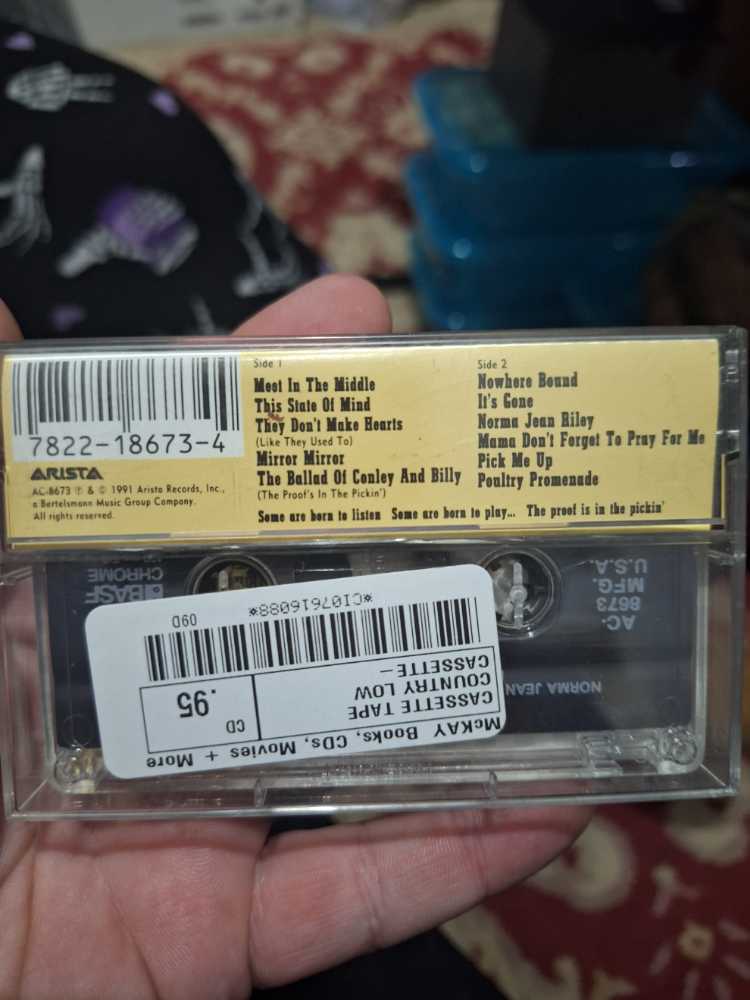 7822-18673-4
ARISTA
AC-8673 ℗ & © 1991 Arista Records, Inc.,
a Bertelsmann Music Group Company.
All rights reserved.
Side 1
Meet In The Middle
This State Of Mind
They Don't Make Hearts
(Like They Used To)
Mirror Mirror
The Ballad Of Conley And Billy
(The Proof's In The Pickin')
Side 2
Nowhere Bound
It's Gone
Norma Jean Riley
Mama Don't Forget To Pray For Me
Pick Me Up
Poultry Promenade
Some are born to listen Some are born to play... The proof is in the pickin'
BASF
CHROME
AC-
8673
MFG.
U.S.A.
NORMA JEAN
McKAY Books, CDs, Movies + More
CASSETTE TAPE
COUNTRY LOW
CASSETTE—
CD
.95
*CI07616088*
09D